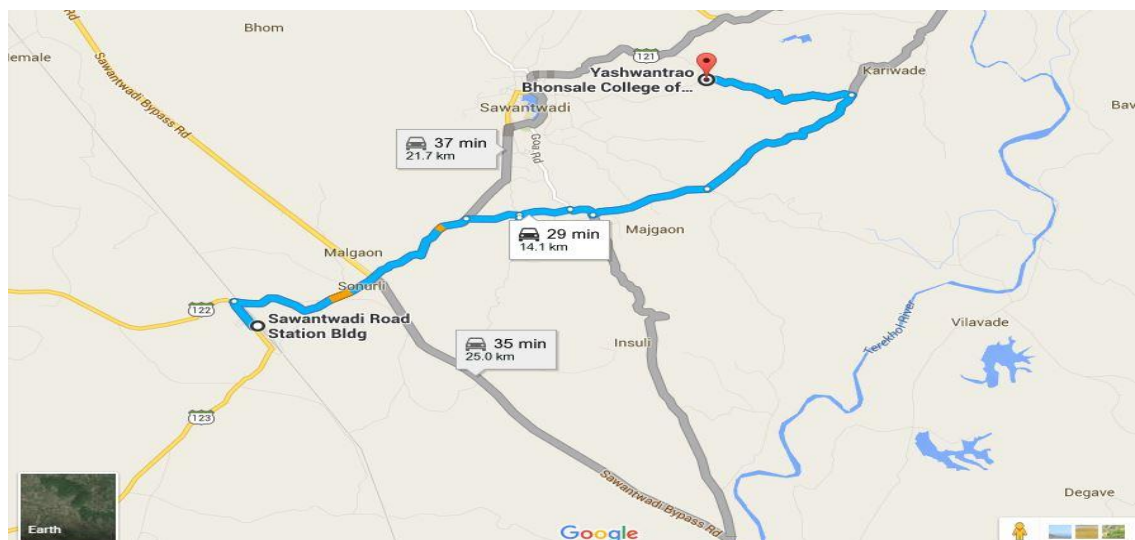 Bhom
121
Yashwantrao
Bhonsale College of...
Kariwade
Sawantwadi Bypass Rd
Sawantwadi
37 min
21.7 km
Goa Rd
29 min
14.1 km
Majgaon
Malgaon
Sonurli
122
Sawantwadi Road
Station Bldg
35 min
25.0 km
Insuli
Terekhol River
Vilavade
123
Sawantwadi Bypass Rd
Degave
Earth
Google